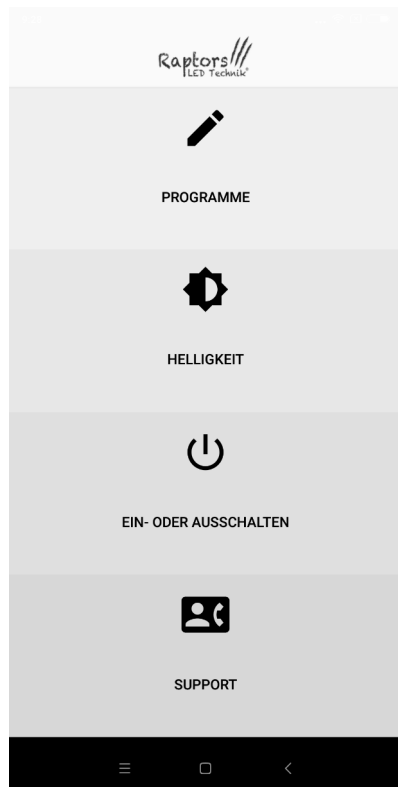 Raptors
LED Technik®
PROGRAMME
HELLIGKEIT
EIN- ODER AUSSCHALTEN
SUPPORT